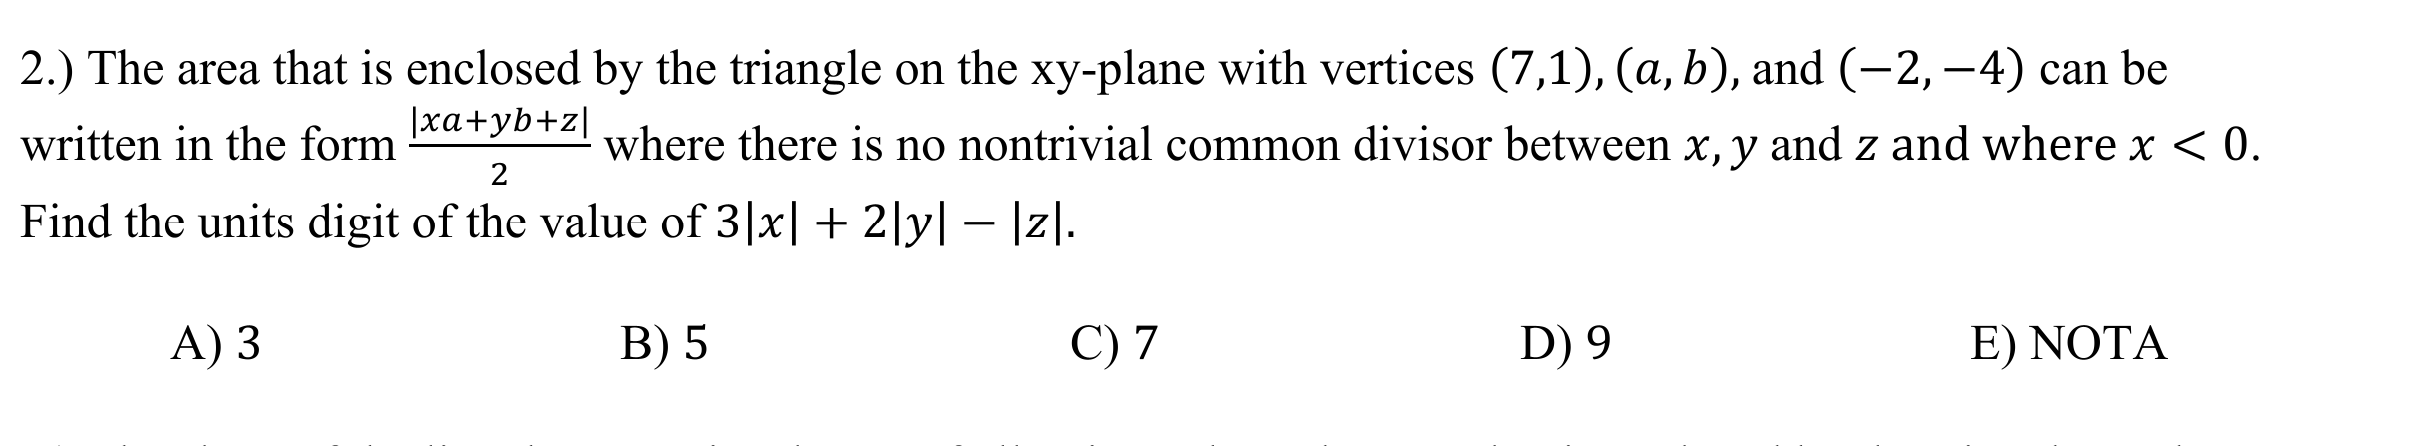 2.) The area that is enclosed by the triangle on the xy-plane with vertices (7,1), (a, b), and (−2, −4) can be
written in the form |xa+yb+z|/2 where there is no nontrivial common divisor between x, y and z and where x < 0.
Find the units digit of the value of 3|x| + 2|y| − |z|.
A) 3 B) 5 C) 7 D) 9 E) NOTA